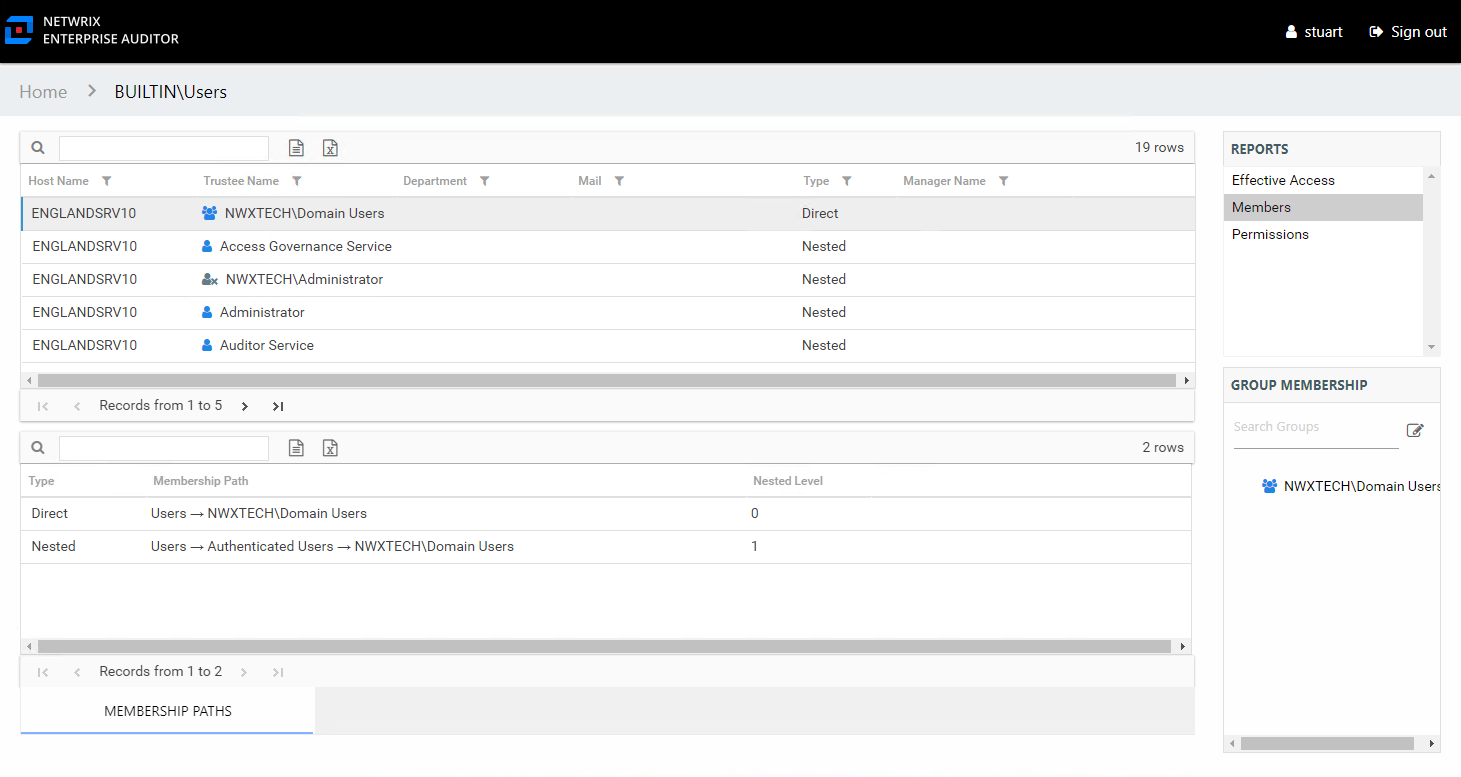 NETWRIX
ENTERPRISE AUDITOR
stuart
Sign out
Home > BUILTIN\Users
19 rows
Host Name Trustee Name Department Mail Type Manager Name
ENGLANDSRV10 NWXTECH\Domain Users Direct
ENGLANDSRV10 Access Governance Service Nested
ENGLANDSRV10 NWXTECH\Administrator Nested
ENGLANDSRV10 Administrator Nested
ENGLANDSRV10 Auditor Service Nested
Records from 1 to 5
2 rows
Type Membership Path Nested Level
Direct Users → NWXTECH\Domain Users 0
Nested Users → Authenticated Users → NWXTECH\Domain Users 1
Records from 1 to 2
MEMBERSHIP PATHS
REPORTS
Effective Access
Members
Permissions
GROUP MEMBERSHIP
Search Groups
NWXTECH\Domain Users